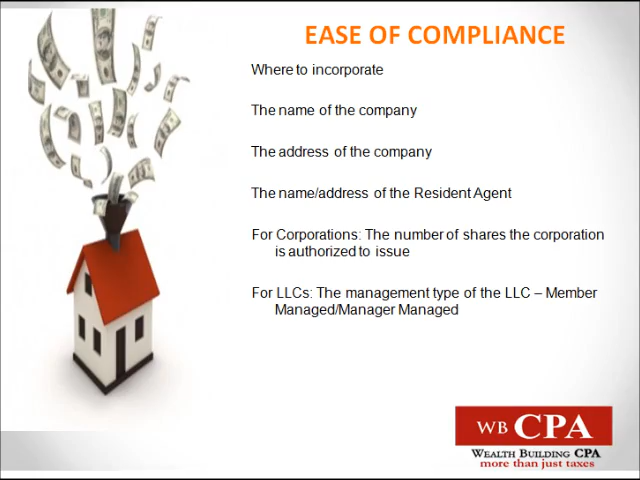 EASE OF COMPLIANCE
Where to incorporate
The name of the company
The address of the company
The name/address of the Resident Agent
For Corporations: The number of shares the corporation
is authorized to issue
For LLCs: The management type of the LLC – Member
Managed/Manager Managed
WB CPA
WEALTH BUILDING CPA
more than just taxes